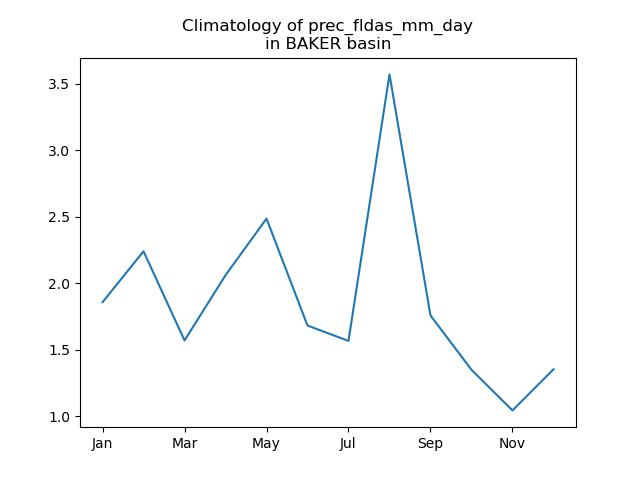 Climatology of prec_fldas_mm_day
in BAKER basin
3.5
3.0
2.5
2.0
1.5
1.0
Jan
Mar
May
Jul
Sep
Nov